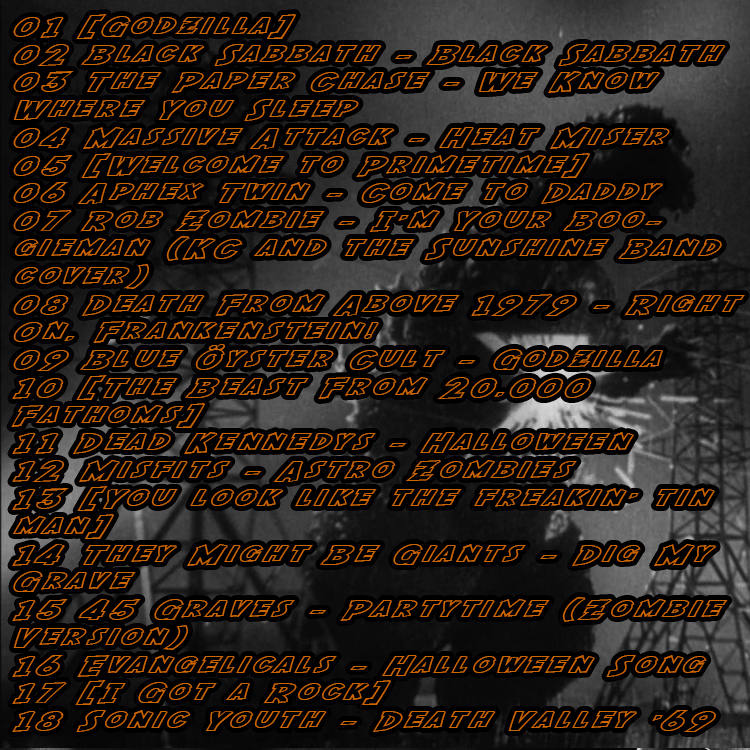 01 [Godzilla]
02 Black Sabbath - Black Sabbath
03 The Paper Chase - We Know
Where You Sleep
04 Massive Attack - Heat Miser
05 [Welcome to Primetime]
06 Aphex Twin - Come to Daddy
07 Rob Zombie - I'm Your Boo-
gieman (KC and the Sunshine Band
cover)
08 Death From Above 1979 - Right
On, Frankenstein!
09 Blue Öyster Cult - Godzilla
10 [The Beast From 20,000
Fathoms]
11 Dead Kennedys - Halloween
12 Misfits - Astro Zombies
13 [You look like the freakin' tin
man]
14 They Might Be Giants - Dig My
Grave
15 45 Graves - Partytime (Zombie
Version)
16 Evangelicals - Halloween Song
17 [I Got a Rock]
18 Sonic Youth - Death Valley '69